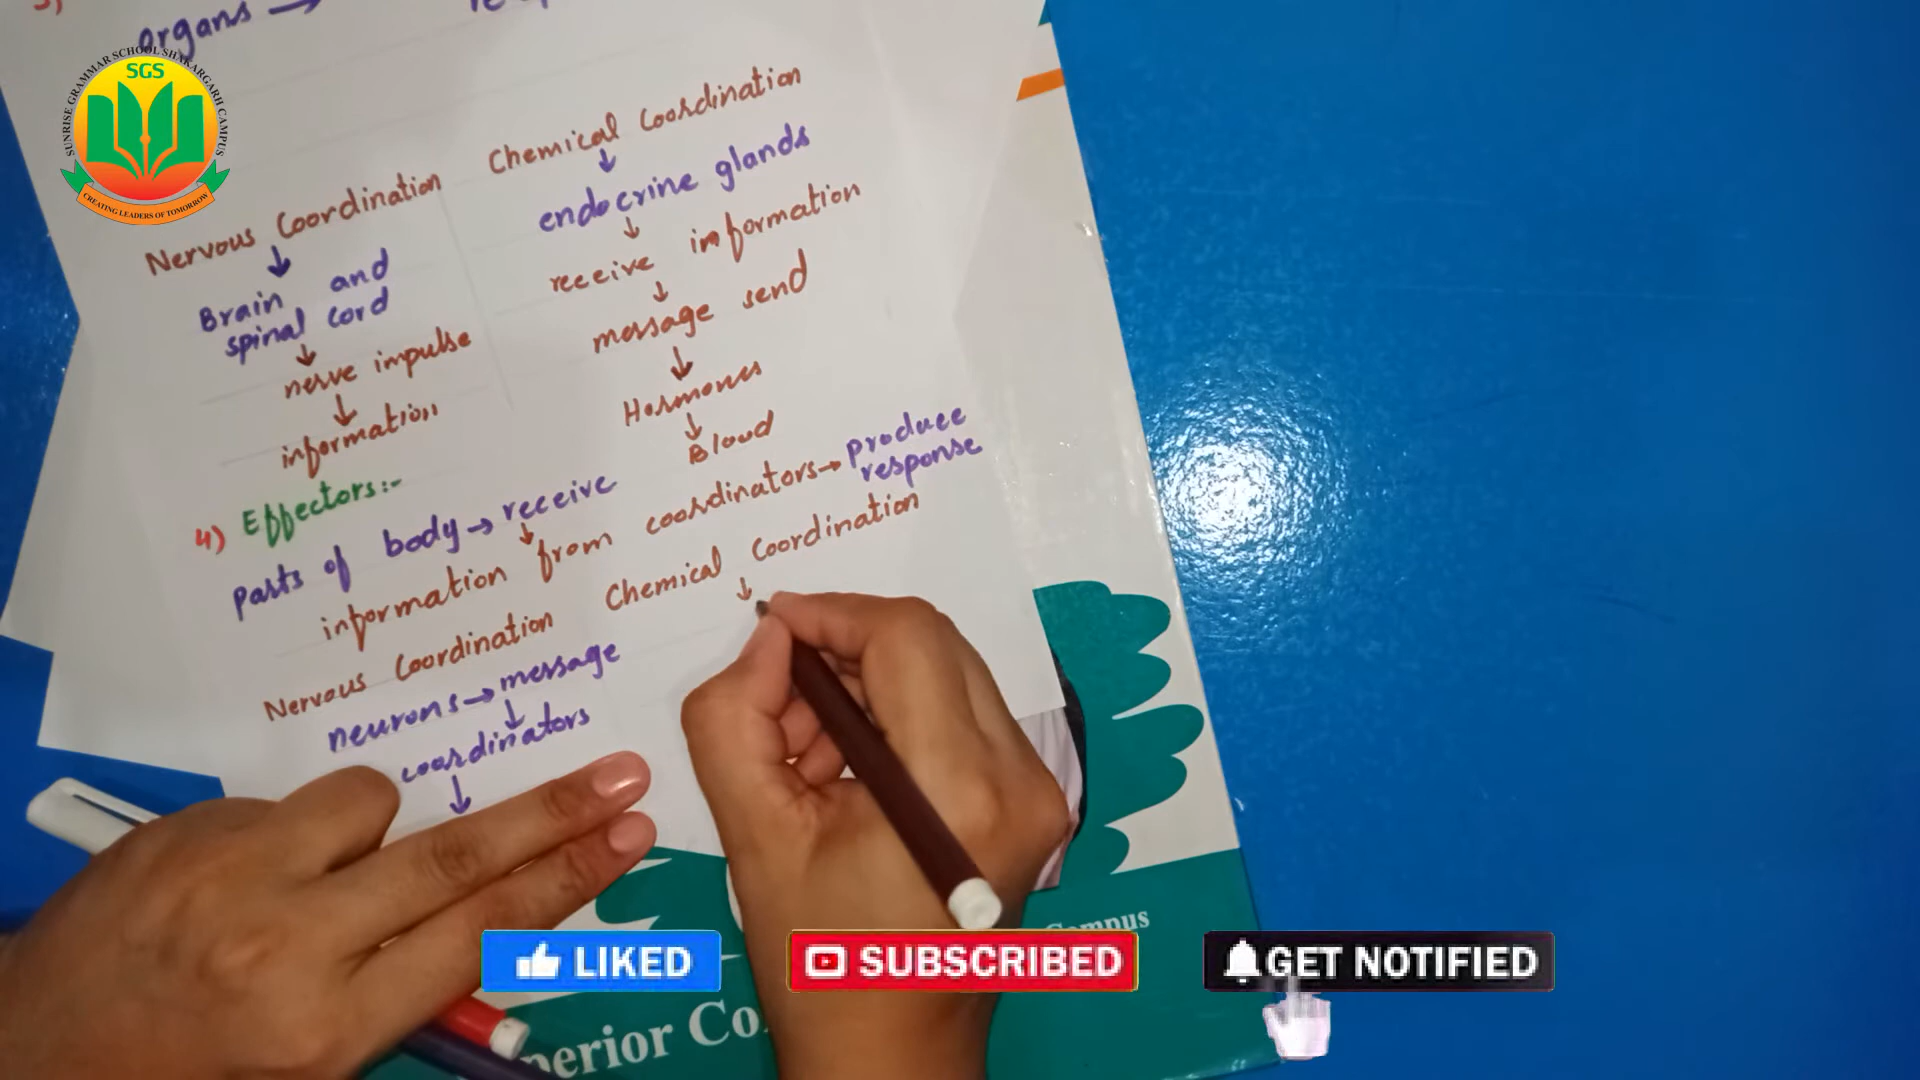 organs →
SUNRISE GRAMMAR SCHOOL SHAKARGARH CAMPUS
SGS
CREATING LEADERS OF TOMORROW
Nervous Coordination
↓
Brain and
spinal cord
↓
nerve impulse
↓
information
Chemical Coordination
↓
endocrine glands
↓
receive information
↓
message send
↓
Hormones
↓
Blood
4) Effectors:-
Parts of body → receive
↓
information from coordinators → produce
response
Nervous Coordination
neurons → message
↓
coordinators
↓
Chemical Coordination
↓
Campus
LIKED
SUBSCRIBED
GET NOTIFIED
perior Co